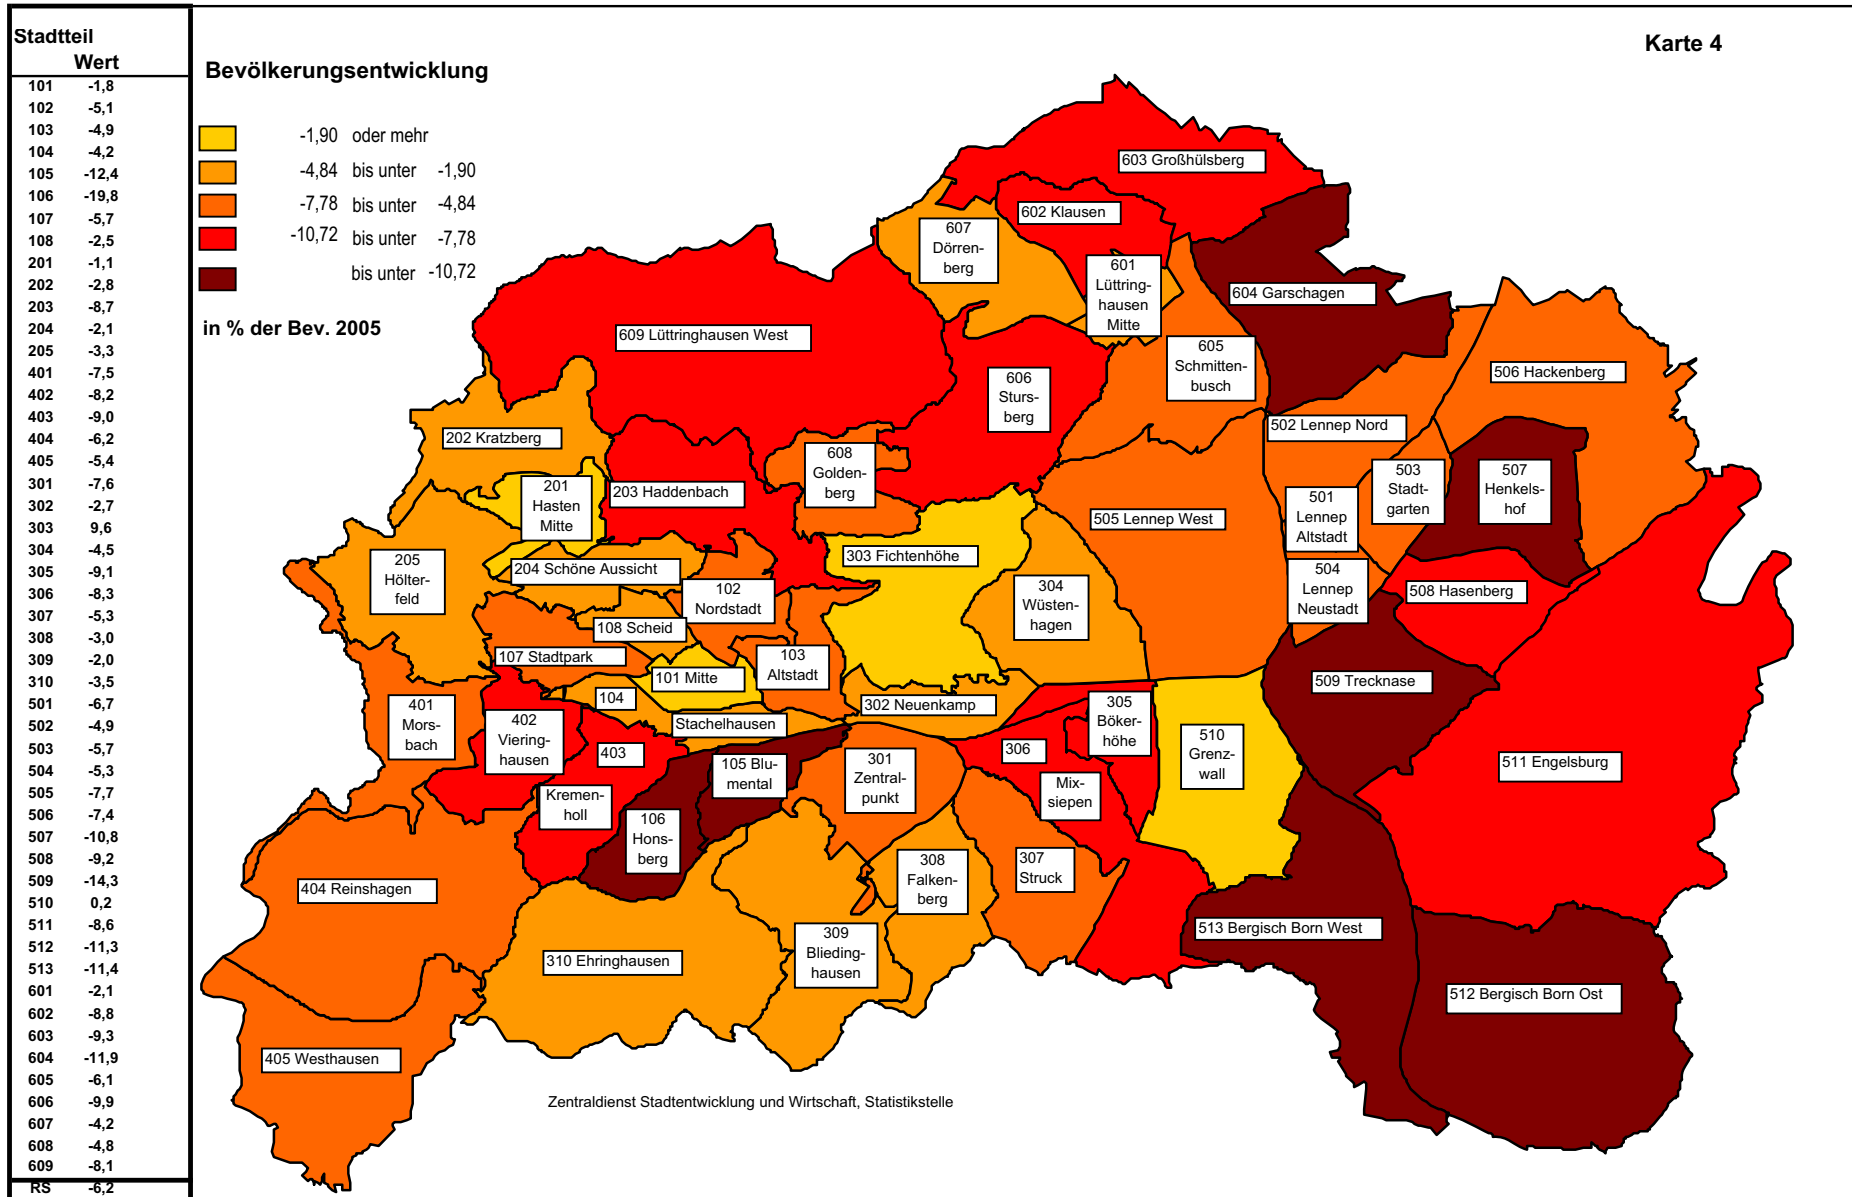 Stadtteil
Wert
101 -1,8
102 -5,1
103 -4,9
104 -4,2
105 -12,4
106 -19,8
107 -5,7
108 -2,5
201 -1,1
202 -2,8
203 -8,7
204 -2,1
205 -3,3
401 -7,5
402 -8,2
403 -9,0
404 -6,2
405 -5,4
301 -7,6
302 -2,7
303 9,6
304 -4,5
305 -9,1
306 -8,3
307 -5,3
308 -3,0
309 -2,0
310 -3,5
501 -6,7
502 -4,9
503 -5,7
504 -5,3
505 -7,7
506 -7,4
507 -10,8
508 -9,2
509 -14,3
510 0,2
511 -8,6
512 -11,3
513 -11,4
601 -2,1
602 -8,8
603 -9,3
604 -11,9
605 -6,1
606 -9,9
607 -4,2
608 -4,8
609 -8,1
RS -6,2
Karte 4
Bevölkerungsentwicklung
-1,90 oder mehr
-4,84 bis unter -1,90
-7,78 bis unter -4,84
-10,72 bis unter -7,78
bis unter -10,72
in % der Bev. 2005
603 Großhülsberg
602 Klausen
607
Dörren-
berg
601
Lüttring-
hausen
Mitte
604 Garschagen
609 Lüttringhausen West
605
Schmitten-
busch
606
Stursberg
berg
506 Hackenberg
502 Lennep Nord
202 Kratzberg
608
Golden-
berg
503
Stadt-
garten
507
Henkels-
hof
201
Hasten
Mitte
203 Haddenbach
501
Lennep
Altstadt
505 Lennep West
303 Fichtenhöhe
205
Hölter-
feld
204 Schöne Aussicht
504
Lennep
Neustadt
102
Nordstadt
304
Wüsten-
hagen
508 Hasenberg
108 Scheid
107 Stadtpark
103
Altstadt
101 Mitte
509 Trecknase
104
Stachelhausen
302 Neuenkamp
401
Mors-
bach
402
Viering-
hausen
305
Böker-
höhe
510
Grenz-
wall
403
Kremen-
holl
105 Blu-
mental
301
Zentral-
punkt
306
Mix-
siepen
511 Engelsburg
106
Hons-
berg
307
Struck
308
Falken-
berg
404 Reinshagen
513 Bergisch Born West
309
Blieding-
hausen
310 Ehringhausen
512 Bergisch Born Ost
405 Westhausen
Zentraldienst Stadtentwicklung und Wirtschaft, Statistikstelle